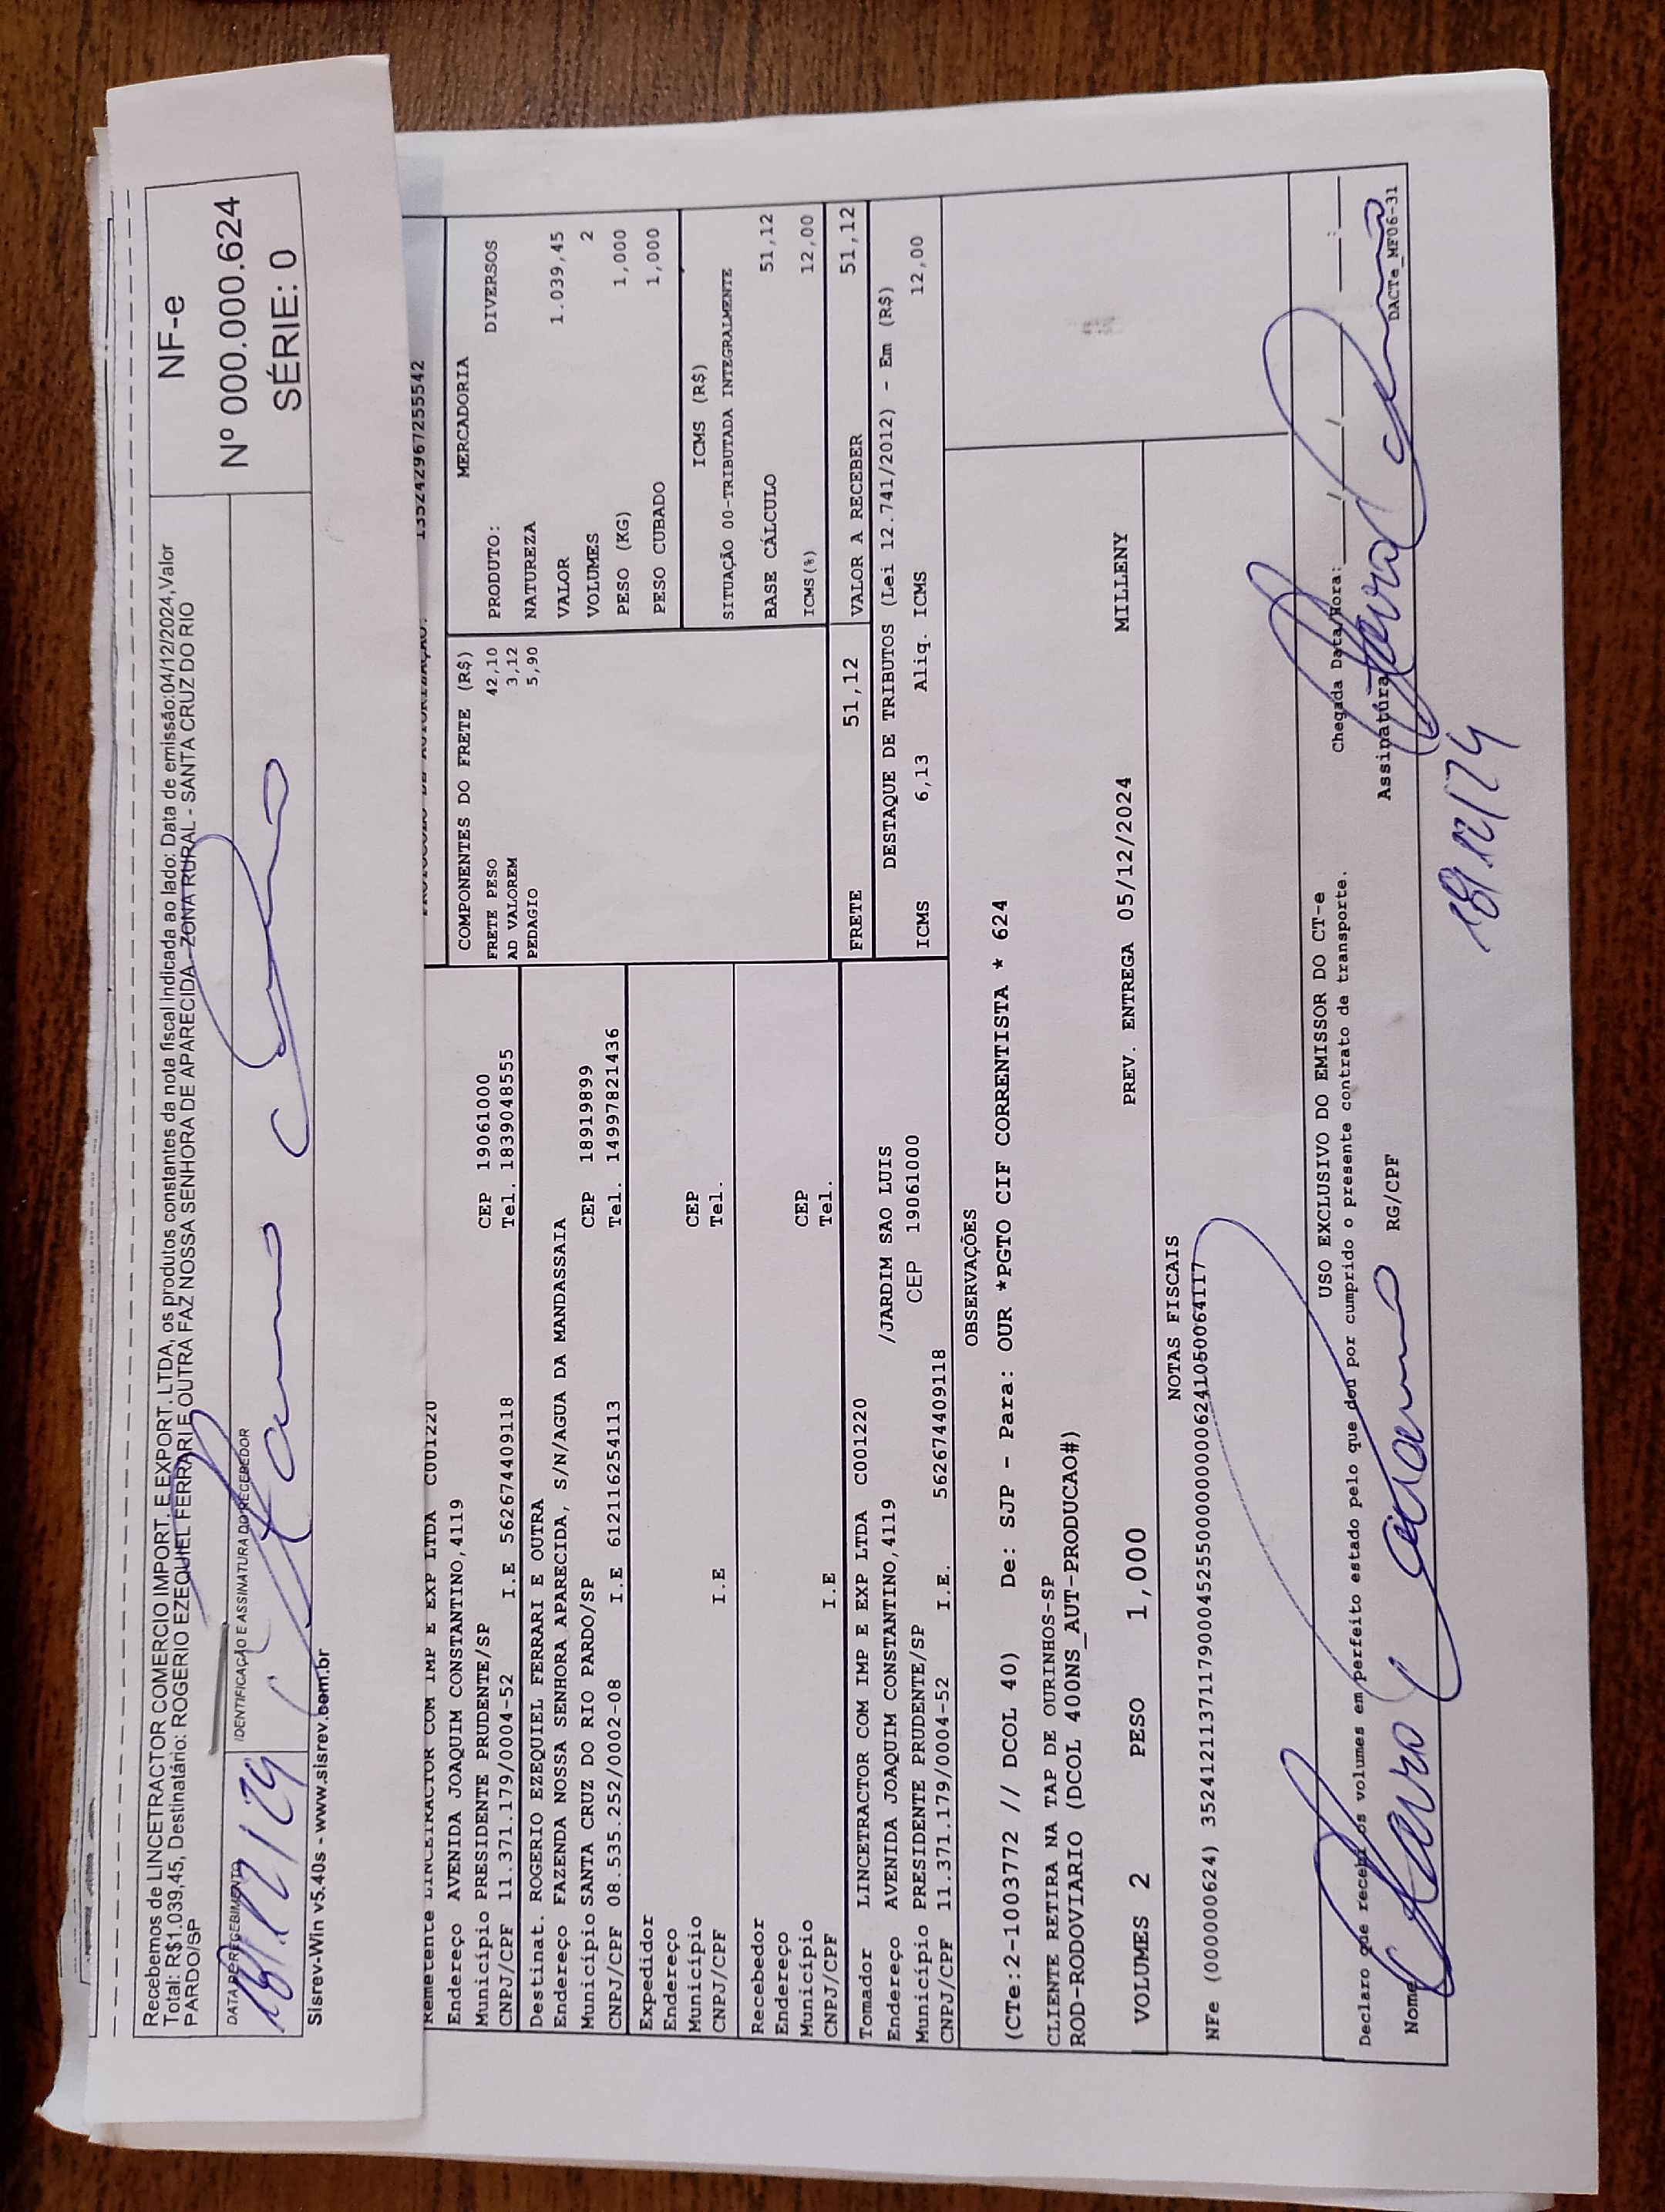 Recebemos de LINCETRACTOR COMERCIO IMPORT. E EXPORT. LTDA, os produtos constantes da nota fiscal indicada ao lado: Data de emissão:04/12/2024,Valor
Total: R$1.039,45, Destinatário: ROGERIO EZEQUIEL FERRARI E OUTRA FAZ NOSSA SENHORA DE APARECIDA - ZONA RURAL - SANTA CRUZ DO RIO
PARDO/SP
NF-e
Nº 000.000.624
SÉRIE: 0
DATA DE RECEBIMENTO
IDENTIFICAÇÃO E ASSINATURA DO RECEBEDOR
18/12/24
Sisrev-Win v5.40s - www.sisrev.com.br
135242967255542
Remetente LINCETRACTOR COM IMP E EXP LTDA C001220
Endereço AVENIDA JOAQUIM CONSTANTINO,4119
Município PRESIDENTE PRUDENTE/SP CEP 19061000
CNPJ/CPF 11.371.179/0004-52 I.E 562674409118 Tel. 1839048555
Destinat. ROGERIO EZEQUIEL FERRARI E OUTRA
Endereço FAZENDA NOSSA SENHORA APARECIDA, S/N/AGUA DA MANDASSAIA
Município SANTA CRUZ DO RIO PARDO/SP CEP 18919899
CNPJ/CPF 08.535.252/0002-08 I.E 612116254113 Tel. 14997821436
Expedidor
Endereço
Município CEP
CNPJ/CPF I.E Tel.
Recebedor
Endereço
Município CEP
CNPJ/CPF I.E Tel.
Tomador LINCETRACTOR COM IMP E EXP LTDA C001220
Endereço AVENIDA JOAQUIM CONSTANTINO,4119 /JARDIM SAO LUIS
Município PRESIDENTE PRUDENTE/SP CEP 19061000
CNPJ/CPF 11.371.179/0004-52 I.E. 562674409118
COMPONENTES DO FRETE (R$)
FRETE PESO 42,10
AD VALOREM 3,12
PEDAGIO 5,90
MERCADORIA
PRODUTO: DIVERSOS
NATUREZA
VALOR 1.039,45
VOLUMES 2
PESO (KG) 1,000
PESO CUBADO 1,000
ICMS (R$)
SITUAÇÃO 00-TRIBUTADA INTEGRALMENTE
BASE CÁLCULO 51,12
ICMS(%) 12,00
FRETE 51,12 VALOR A RECEBER 51,12
DESTAQUE DE TRIBUTOS (Lei 12.741/2012) - Em (R$)
ICMS 6,13 Aliq. ICMS 12,00
OBSERVAÇÕES
(CTe:2-1003772 // DCOL 40) De: SJP - Para: OUR *PGTO CIF CORRENTISTA * 624
CLIENTE RETIRA NA TAP DE OURINHOS-SP
ROD-RODOVIARIO (DCOL 400NS_AUT-PRODUCAO#)
VOLUMES 2 PESO 1,000 PREV. ENTREGA 05/12/2024 MILLENY
NOTAS FISCAIS
NFe (000000624) 35241211371179000452550000000006241050064117
USO EXCLUSIVO DO EMISSOR DO CT-e
Declaro que recebi os volumes em perfeito estado pelo que dou por cumprido o presente contrato de transporte.
Chegada Data/Hora: ____/____/____ ____:____
Nome RG/CPF Assinatura
DACTe_MF06-31
18/12/24